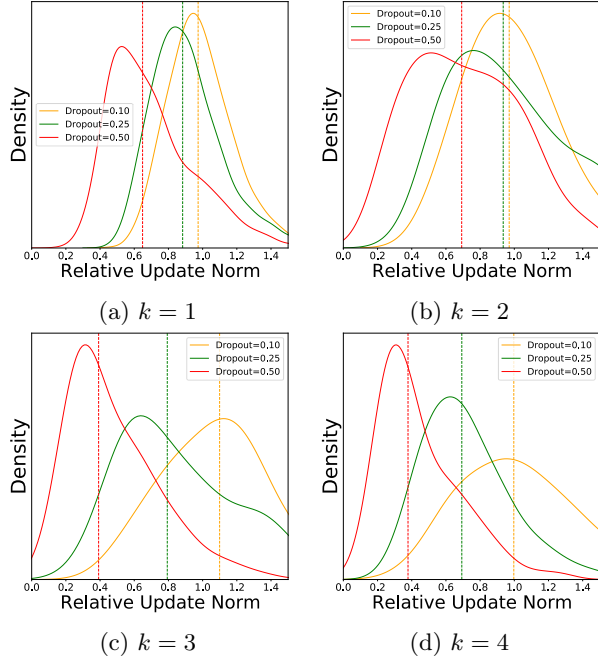 Density
Dropout=0.10
Dropout=0.25
Dropout=0.50
0.0 0.2 0.4 0.6 0.8 1.0 1.2 1.4
Relative Update Norm
(a) k = 1
Density
Dropout=0.10
Dropout=0.25
Dropout=0.50
0.0 0.2 0.4 0.6 0.8 1.0 1.2 1.4
Relative Update Norm
(b) k = 2
Density
Dropout=0.10
Dropout=0.25
Dropout=0.50
0.0 0.2 0.4 0.6 0.8 1.0 1.2 1.4
Relative Update Norm
(c) k = 3
Density
Dropout=0.10
Dropout=0.25
Dropout=0.50
0.0 0.2 0.4 0.6 0.8 1.0 1.2 1.4
Relative Update Norm
(d) k = 4